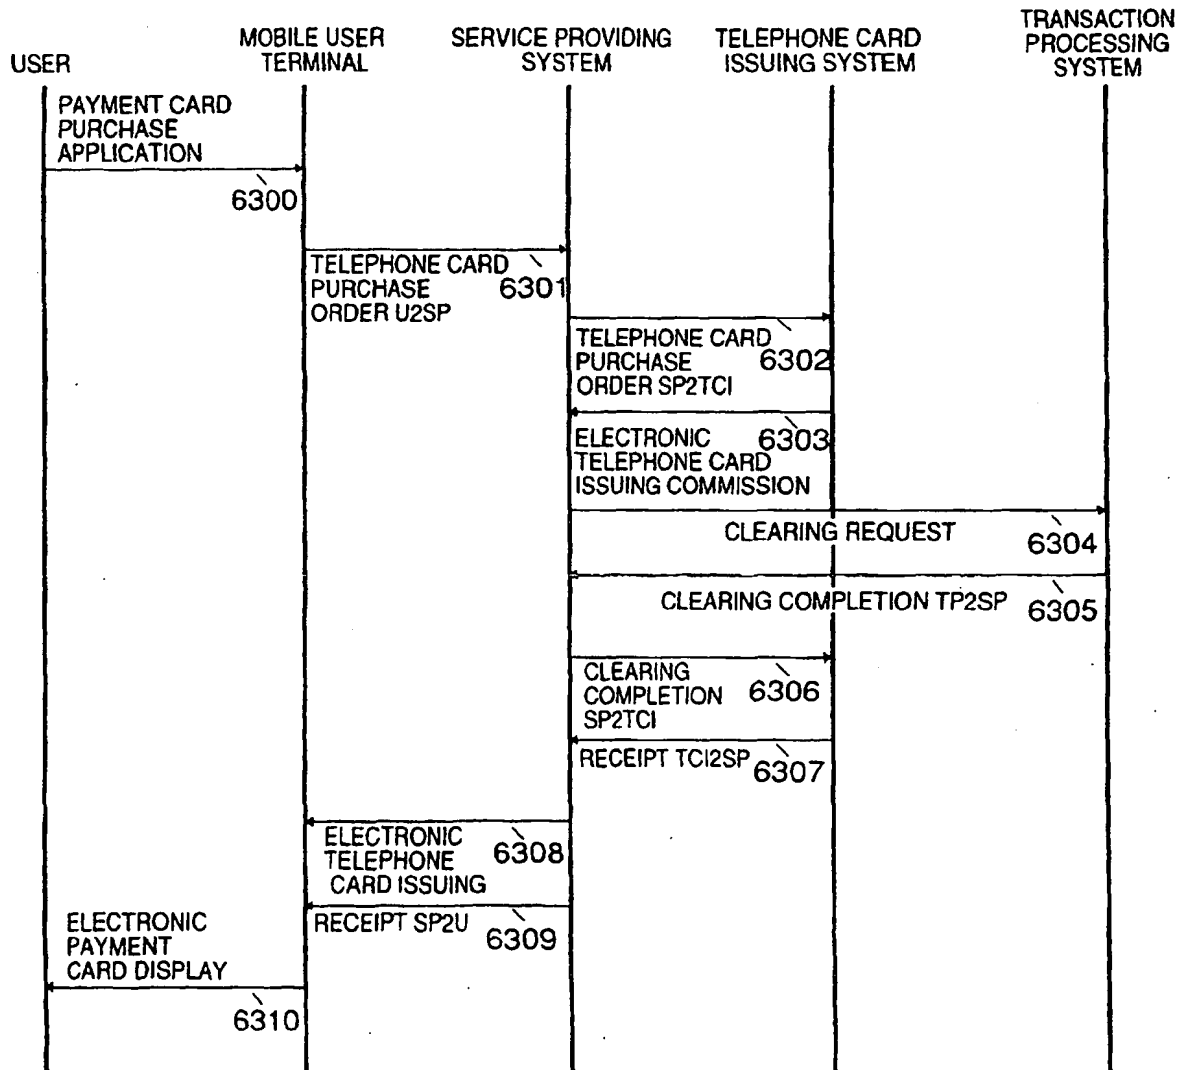 USER
MOBILE USER
TERMINAL
SERVICE PROVIDING
SYSTEM
TELEPHONE CARD
ISSUING SYSTEM
TRANSACTION
PROCESSING
SYSTEM
PAYMENT CARD
PURCHASE
APPLICATION
6300
TELEPHONE CARD
PURCHASE
ORDER U2SP
6301
TELEPHONE CARD
PURCHASE
ORDER SP2TCI
6302
ELECTRONIC
TELEPHONE CARD
ISSUING COMMISSION
6303
CLEARING REQUEST
6304
CLEARING COMPLETION TP2SP
6305
CLEARING
COMPLETION
SP2TCI
6306
RECEIPT TCI2SP
6307
ELECTRONIC
TELEPHONE
CARD ISSUING
6308
RECEIPT SP2U
6309
ELECTRONIC
PAYMENT
CARD DISPLAY
6310